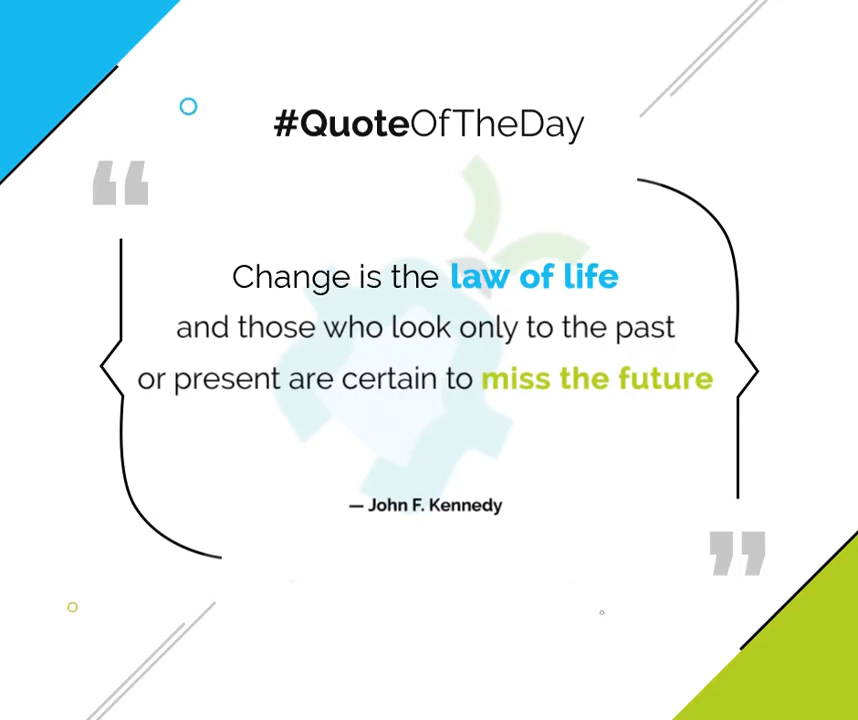 #QuoteOfTheDay
“
Change is the law of life
and those who look only to the past
or present are certain to miss the future
— John F. Kennedy
”